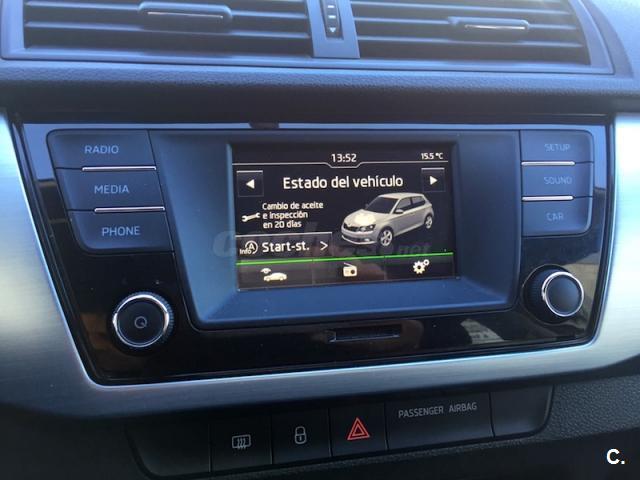 RADIO
MEDIA
PHONE
13:52
15.5 °C
Estado del vehículo
Cambio de aceite
e inspección
en 20 días
Info
A
Start-st. >
SETUP
SOUND
CAR
PASSENGER AIRBAG
C.